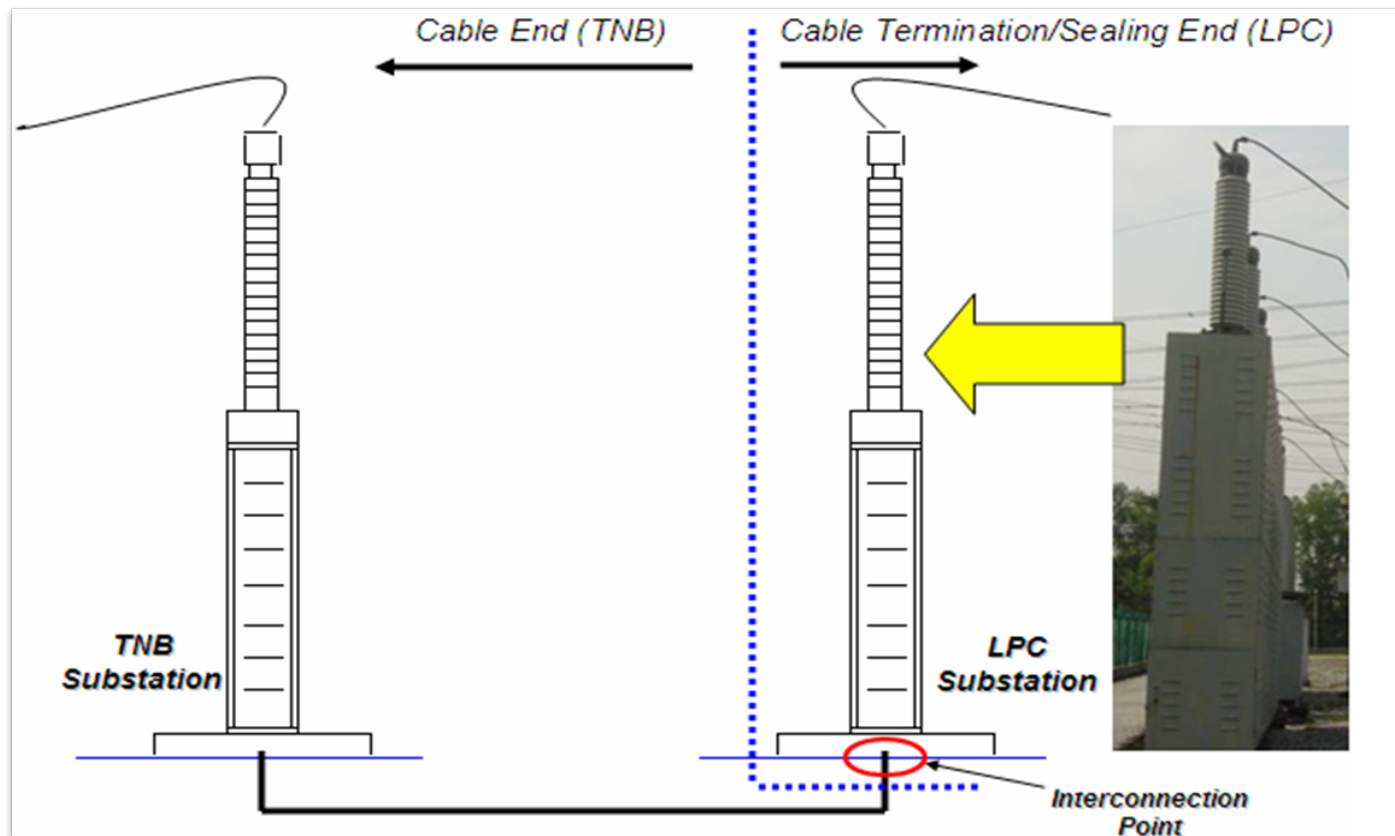 Cable End (TNB)
Cable Termination/Sealing End (LPC)
TNB
Substation
LPC
Substation
Interconnection
Point